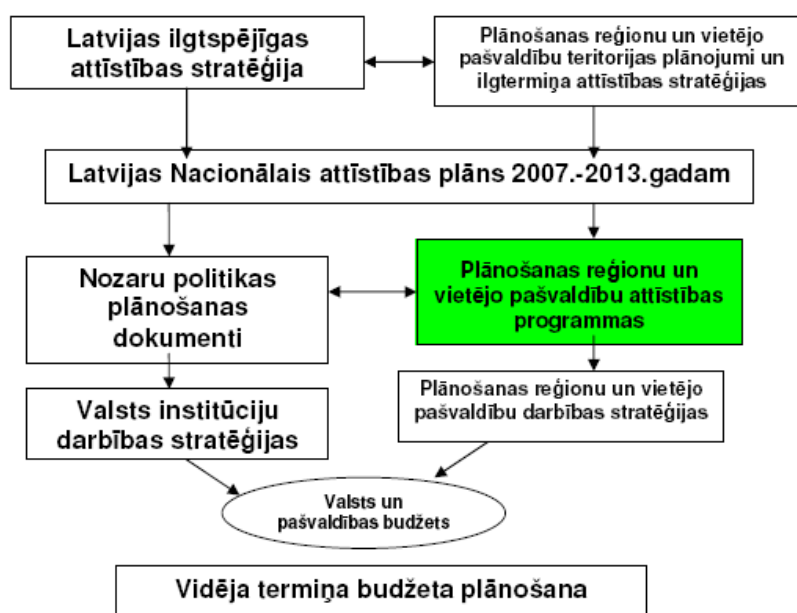 Latvijas ilgtspējīgas
attīstības stratēģija
Plānošanas reģionu un vietējo
pašvaldību teritorijas plānojumi un
ilgtermiņa attīstības stratēģijas
Latvijas Nacionālais attīstības plāns 2007.-2013.gadam
Nozaru politikas
plānošanas
dokumenti
Plānošanas reģionu un
vietējo pašvaldību attīstības
programmas
Valsts institūciju
darbības stratēģijas
Plānošanas reģionu un vietējo
pašvaldību darbības stratēģijas
Valsts un
pašvaldības budžets
Vidēja termiņa budžeta plānošana